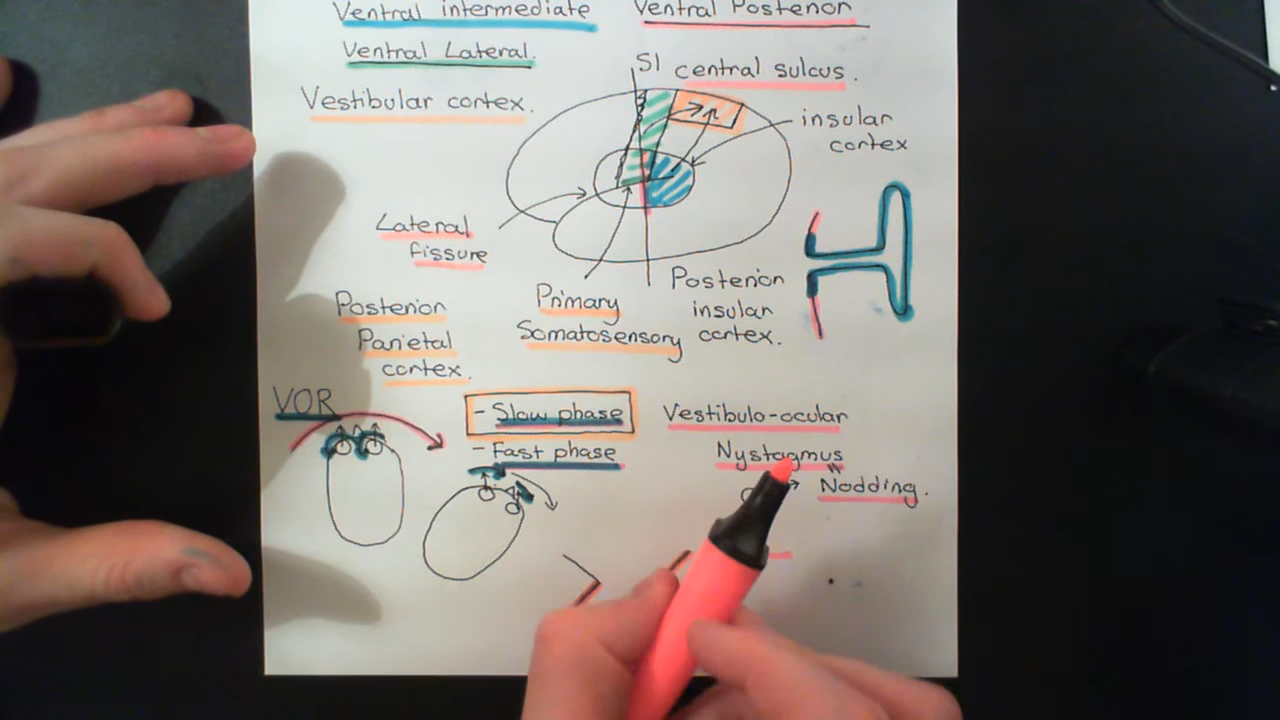 Ventral intermediate
Ventral Posterior
Ventral Lateral.
S1
central sulcus.
Vestibular cortex.
insular
cortex
Lateral
fissure
Posterior
insular
cortex.
Primary
Somatosensory
Posterior
Parietal
cortex.
VOR
- Slow phase
- Fast phase
Vestibulo-ocular
Nystagmus
"
Nodding.